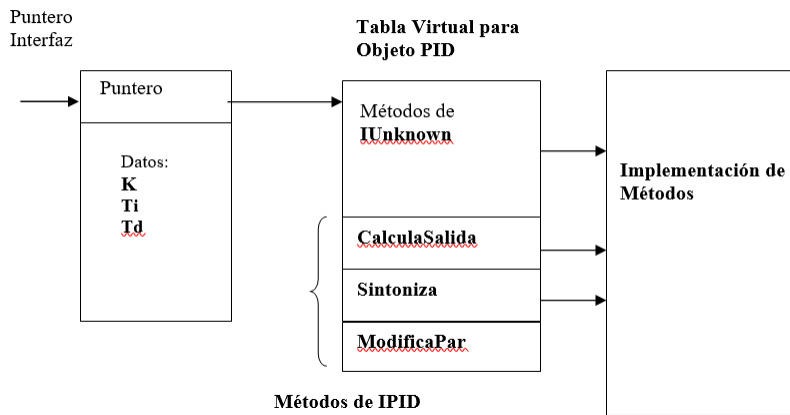 Puntero
Interfaz
Tabla Virtual para
Objeto PID
Puntero
Datos:
K
Ti
Td
Métodos de
IUnknown
CalculaSalida
Sintoniza
ModificaPar
Implementación de
Métodos
Métodos de IPID